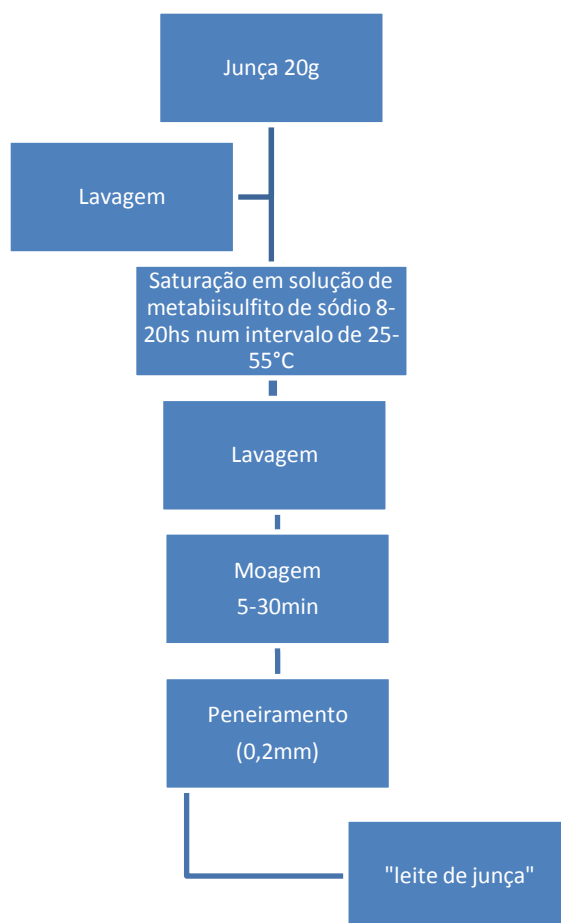 Junça 20g
Lavagem
Saturação em solução de
metabiisulfito de sódio 8-
20hs num intervalo de 25-
55°C
Lavagem
Moagem
5-30min
Peneiramento
(0,2mm)
"leite de junça"